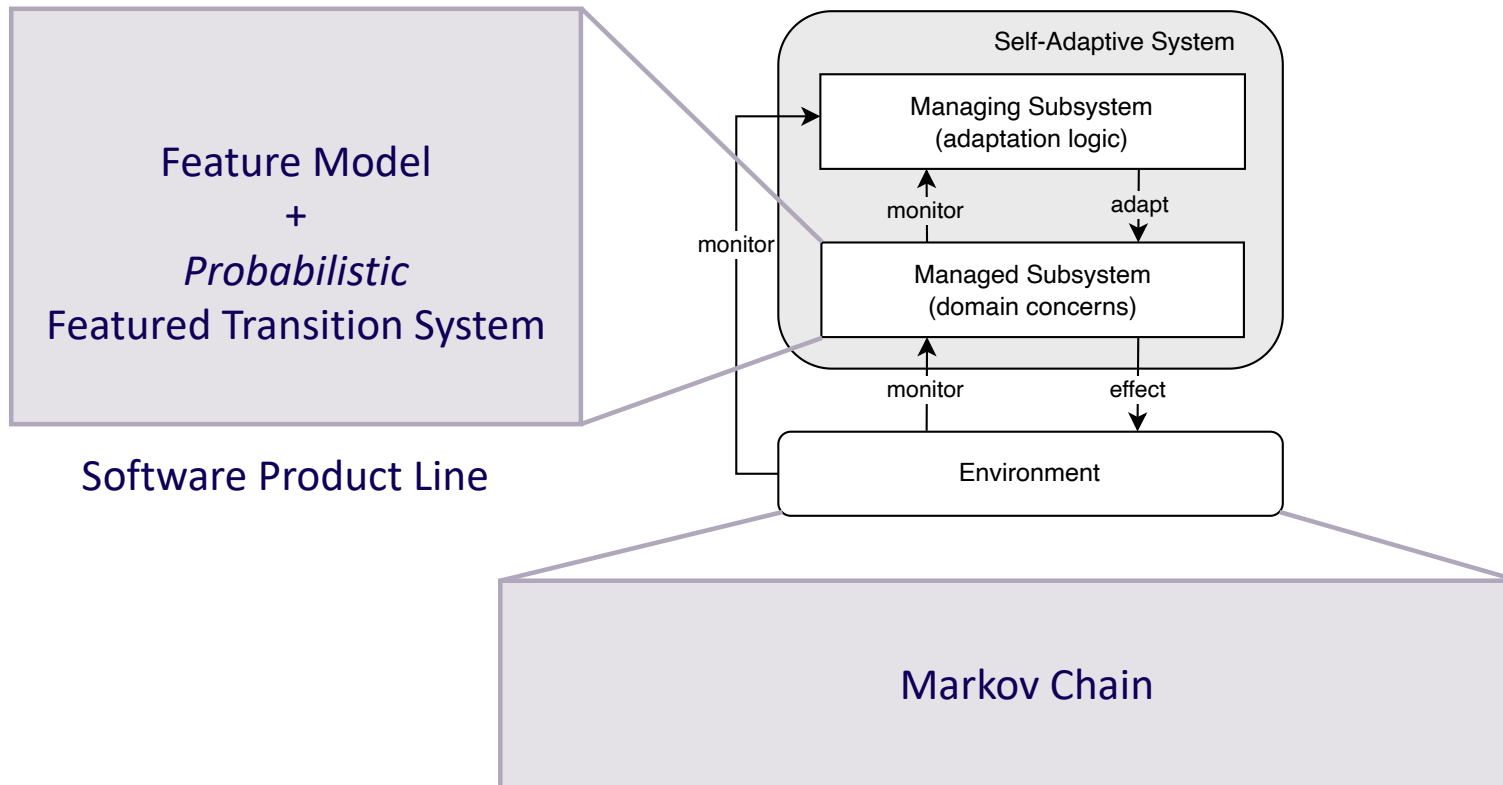 Self-Adaptive System
Managing Subsystem
(adaptation logic)
monitor
adapt
monitor
Managed Subsystem
(domain concerns)
monitor
effect
Environment
Feature Model
+
Probabilistic
Featured Transition System
Software Product Line
Markov Chain